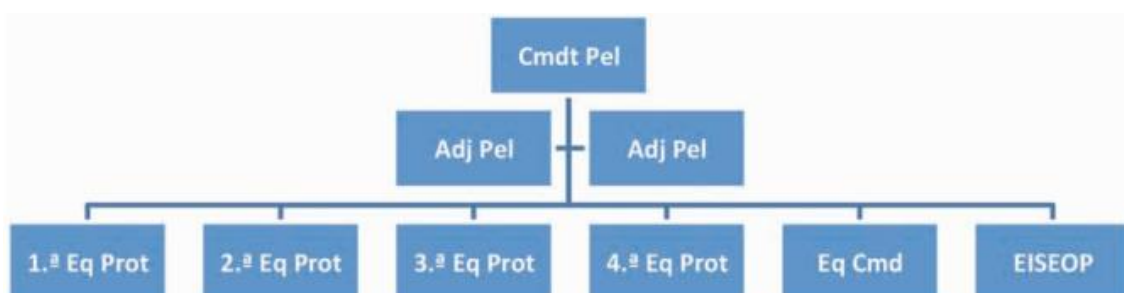 Cmdt Pel
Adj Pel
Adj Pel
1.ª Eq Prot
2.ª Eq Prot
3.ª Eq Prot
4.ª Eq Prot
Eq Cmd
EISEOP